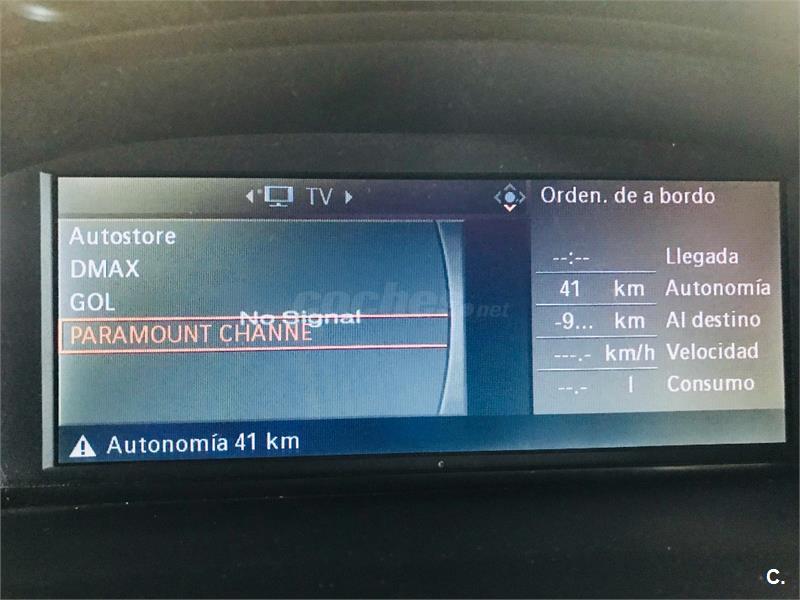 TV
Orden. de a bordo
Autostore
DMAX
GOL
No Signal
PARAMOUNT CHANNE
coches.net
--:-- Llegada
41 km Autonomía
-9... km Al destino
---.- km/h Velocidad
--.- l Consumo
Autonomía 41 km
C.